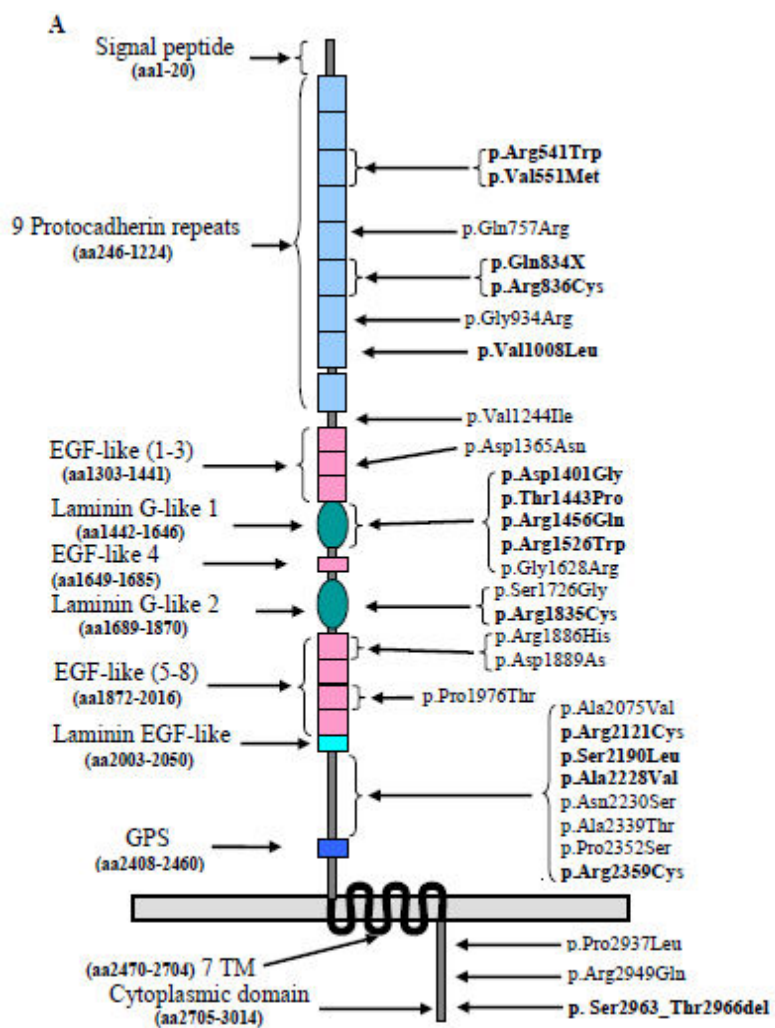 A
Signal peptide
(aa1-20)
p.Arg541Trp
p.Val551Met
9 Protocadherin repeats
(aa246-1224)
p.Gln757Arg
p.Gln834X
p.Arg836Cys
p.Gly934Arg
p.Val1008Leu
p.Val1244Ile
EGF-like (1-3)
(aa1303-1441)
p.Asp1365Asn
Laminin G-like 1
(aa1442-1646)
p.Asp1401Gly
p.Thr1443Pro
p.Arg1456Gln
p.Arg1526Trp
p.Gly1628Arg
EGF-like 4
(aa1649-1685)
Laminin G-like 2
(aa1689-1870)
p.Ser1726Gly
p.Arg1835Cys
p.Arg1886His
p.Asp1889As
EGF-like (5-8)
(aa1872-2016)
p.Pro1976Thr
Laminin EGF-like
(aa2003-2050)
p.Ala2075Val
p.Arg2121Cys
p.Ser2190Leu
p.Ala2228Val
p.Asn2230Ser
p.Ala2339Thr
p.Pro2352Ser
p.Arg2359Cys
GPS
(aa2408-2460)
(aa2470-2704) 7 TM
Cytoplasmic domain
(aa2705-3014)
p.Pro2937Leu
p.Arg2949Gln
p. Ser2963_Thr2966del